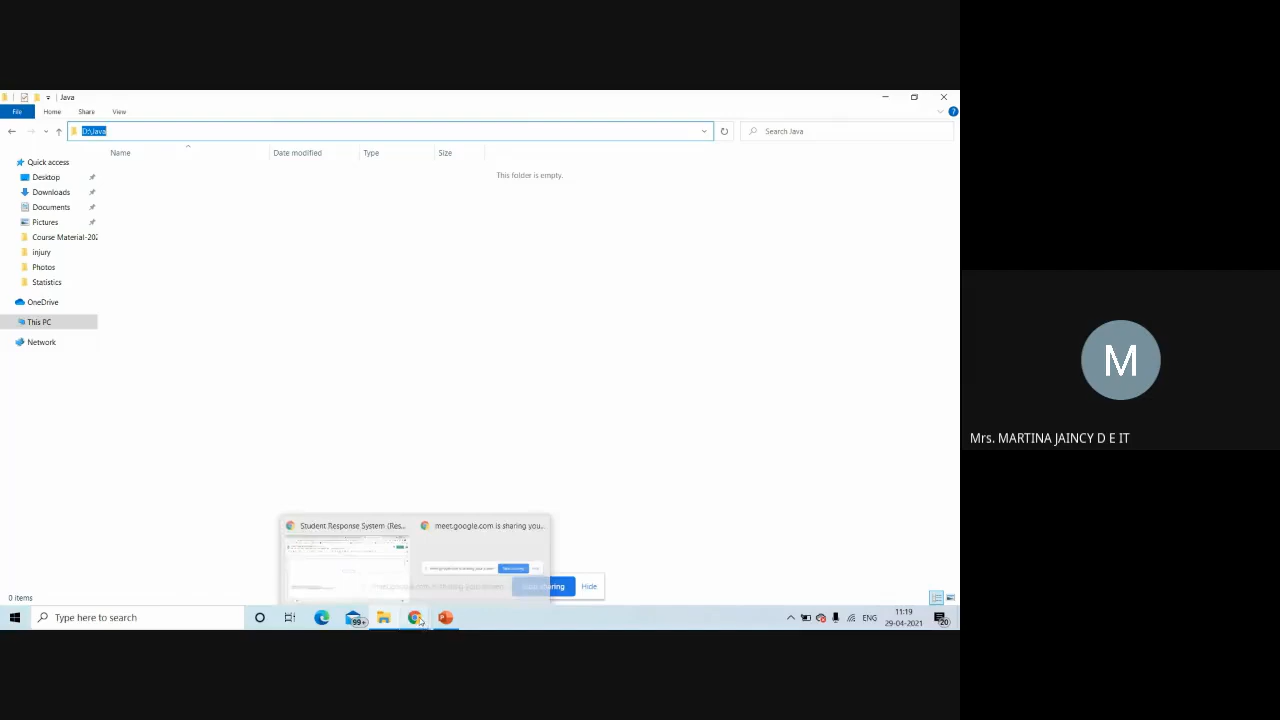 Java
File Home Share View
D:\Java
Search Java
Name Date modified Type Size
This folder is empty.
Quick access
Desktop
Downloads
Documents
Pictures
Course Material-202
injury
Photos
Statistics
OneDrive
This PC
Network
Student Response System (Res...
meet.google.com is sharing you...
Hide
0 items
Type here to search
99+
ENG
11:19
29-04-2021
20
M
Mrs. MARTINA JAINCY D E IT